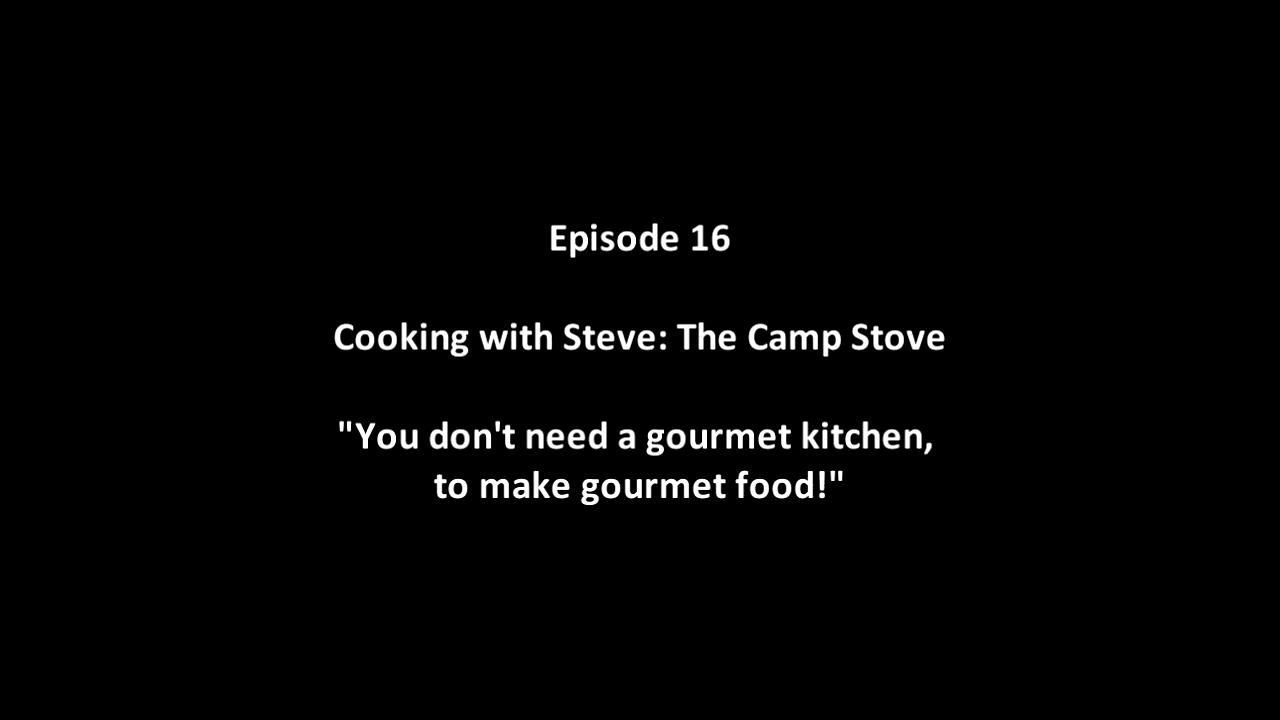 Episode 16
Cooking with Steve: The Camp Stove
"You don't need a gourmet kitchen,
to make gourmet food!"